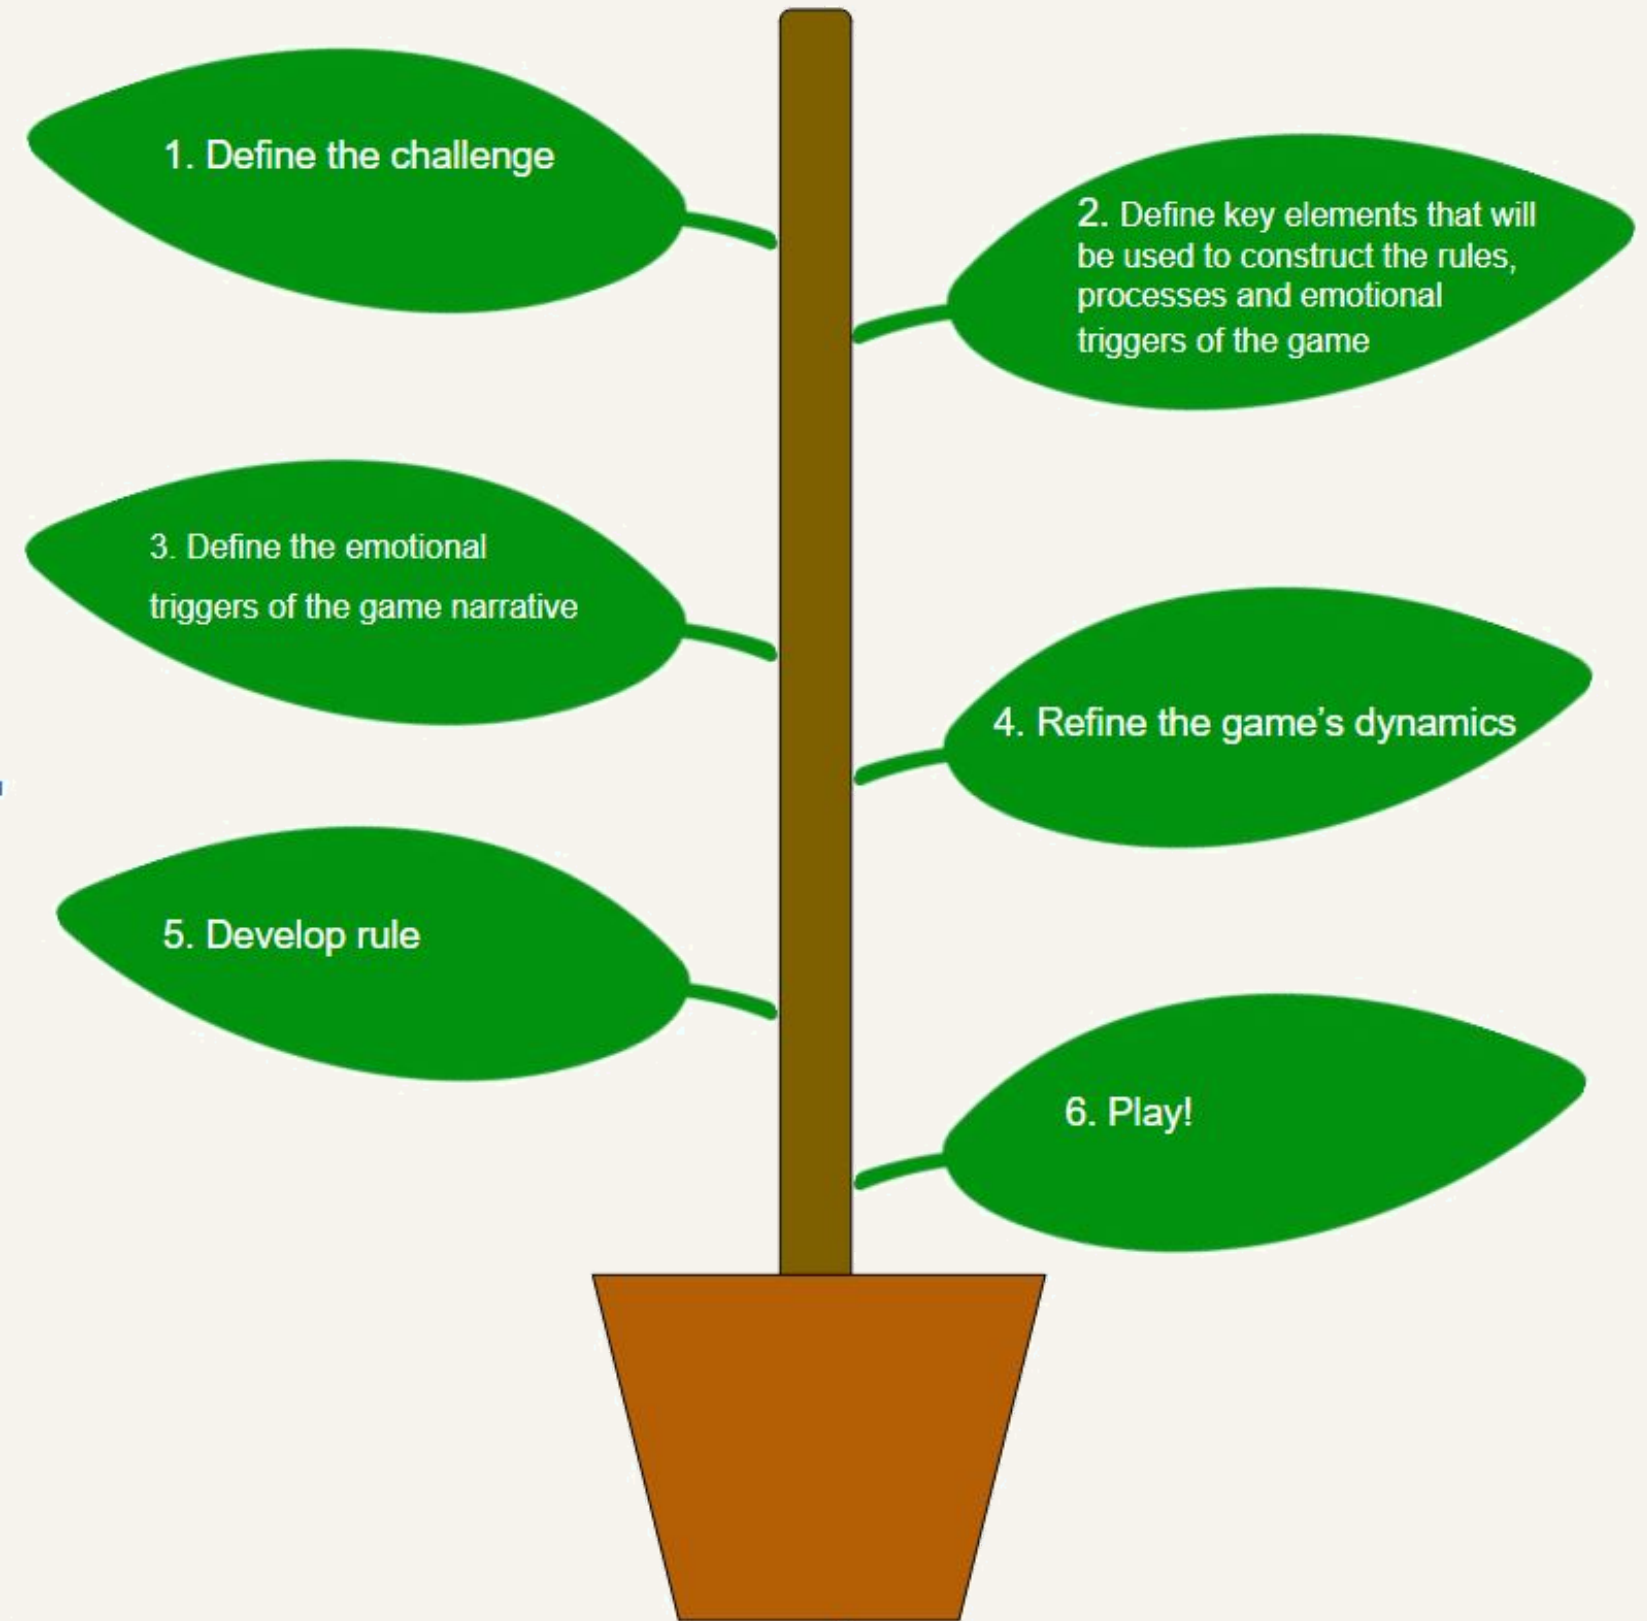 1. Define the challenge
2. Define key elements that will
be used to construct the rules,
processes and emotional
triggers of the game
3. Define the emotional
triggers of the game narrative
4. Refine the game’s dynamics
5. Develop rule
6. Play!